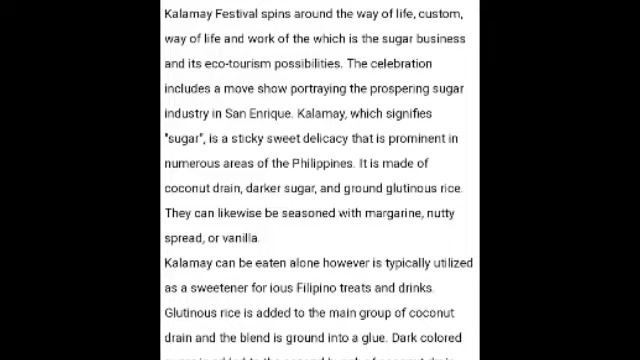 Kalamay Festival spins around the way of life, custom,
way of life and work of the which is the sugar business
and its eco-tourism possibilities. The celebration
includes a move show portraying the prospering sugar
industry in San Enrique. Kalamay, which signifies
"sugar", is a sticky sweet delicacy that is prominent in
numerous areas of the Philippines. It is made of
coconut drain, darker sugar, and ground glutinous rice.
They can likewise be seasoned with margarine, nutty
spread, or vanilla.
Kalamay can be eaten alone however is typically utilized
as a sweetener for ious Filipino treats and drinks.
Glutinous rice is added to the main group of coconut
drain and the blend is ground into a glue. Dark colored